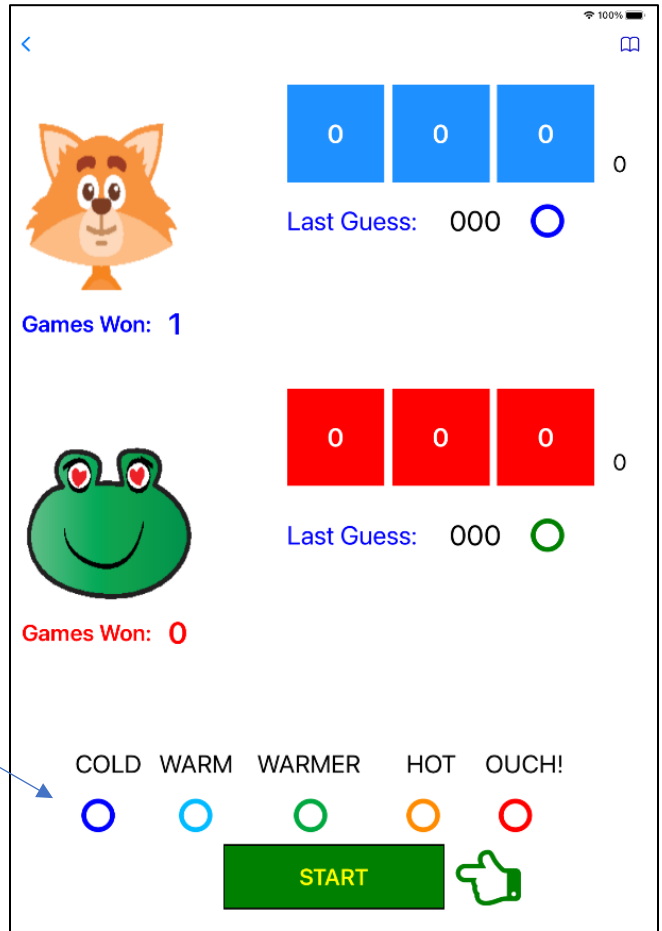 100%
0 0 0
0
Last Guess: 000
Games Won: 1
0 0 0
0
Last Guess: 000
Games Won: 0
COLD WARM WARMER HOT OUCH!
START